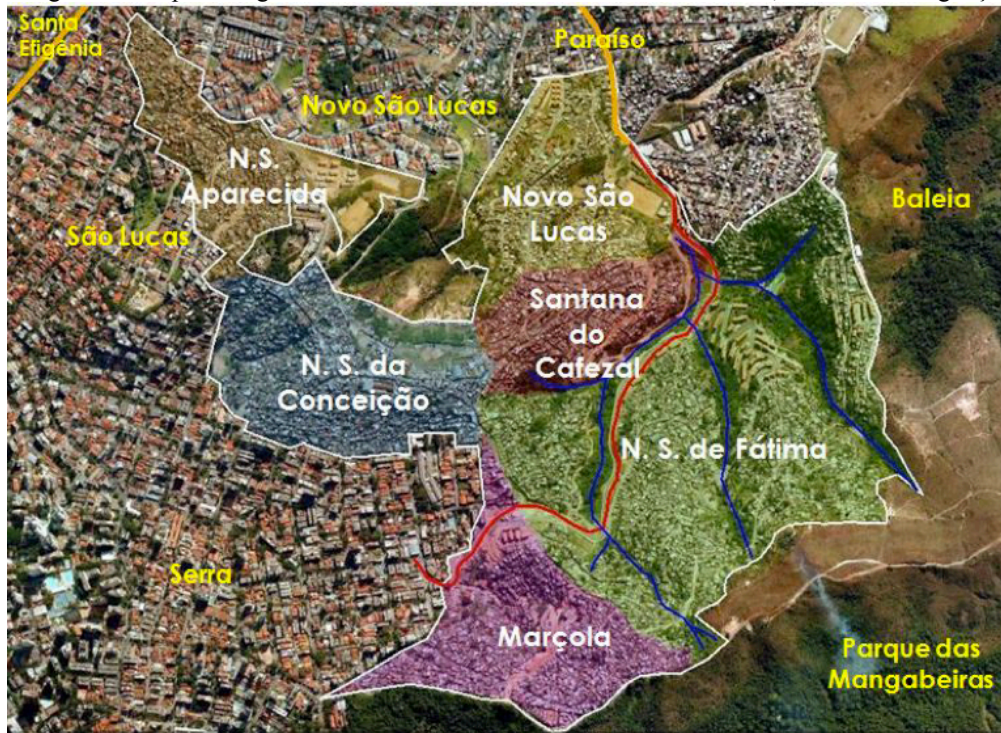 Santa
Efigênia
Paraíso
Novo São Lucas
N.S.
Aparecida
Novo São
Lucas
Baleia
São Lucas
Santana
do
Cafezal
N. S. da
Conceição
N. S. de Fátima
Serra
Marçola
Parque das
Mangabeiras